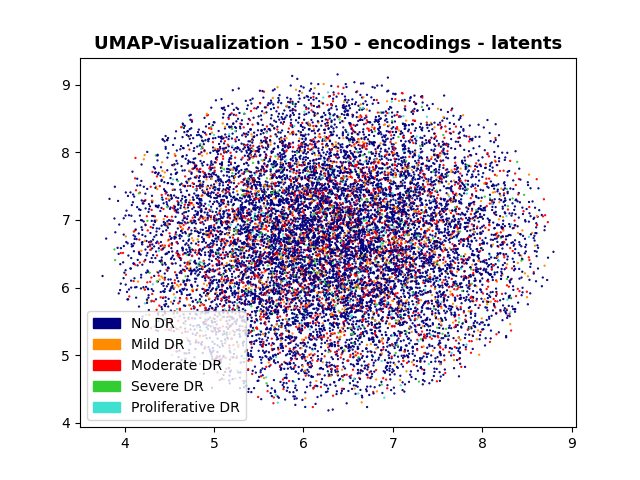 UMAP-Visualization - 150 - encodings - latents
9
8
7
6
5
4
No DR
Mild DR
Moderate DR
Severe DR
Proliferative DR
4 5 6 7 8 9